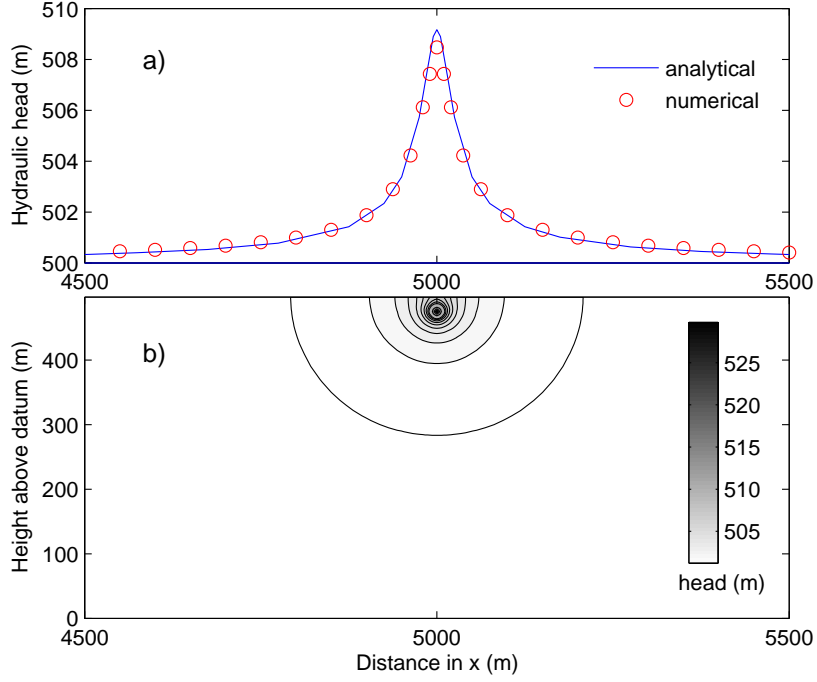 510
508
506
504
502
500
Hydraulic head (m)
a)
analytical
numerical
4500
5000
5500
400
300
200
100
0
Height above datum (m)
b)
525
520
515
510
505
head (m)
4500
5000
5500
Distance in x (m)